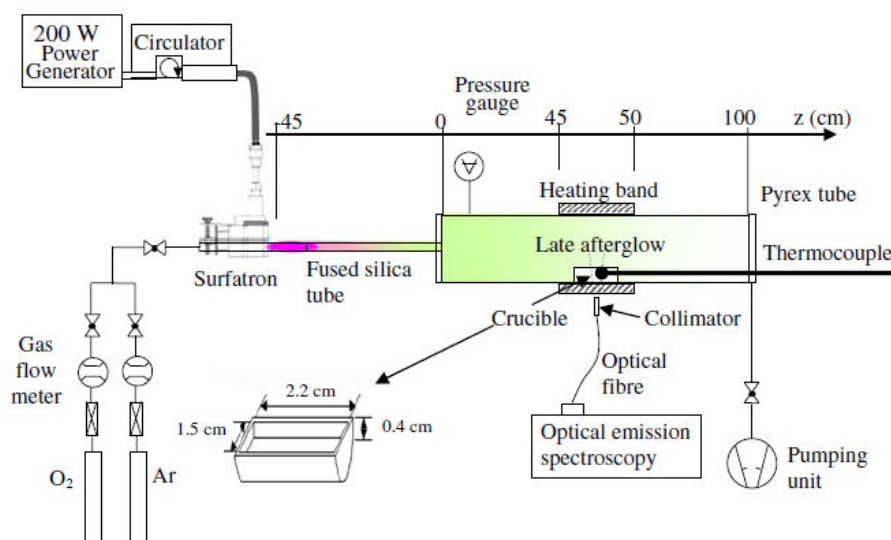 200 W
Power
Generator
Circulator
Pressure
gauge
-45
0
45
50
100
z (cm)
Heating band
Pyrex tube
Late afterglow
Thermocouple
Surfatron
Fused silica
tube
Crucible
Collimator
Gas
flow
meter
Optical
fibre
2.2 cm
1.5 cm
0.4 cm
Optical emission
spectroscopy
Pumping
unit
O₂
Ar